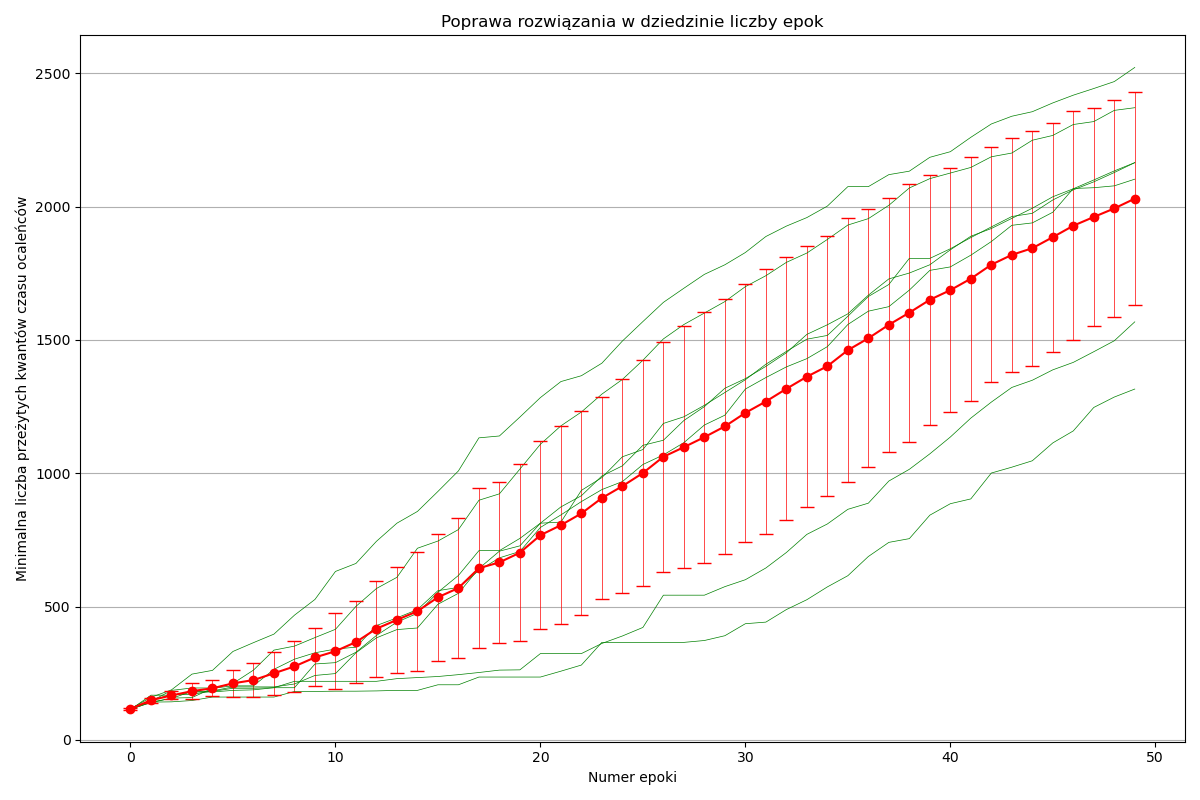 Poprawa rozwiązania w dziedzinie liczby epok
Minimalna liczba przeżytych kwantów czasu ocaleńców
2500
2000
1500
1000
500
0
0 10 20 30 40 50
Numer epoki